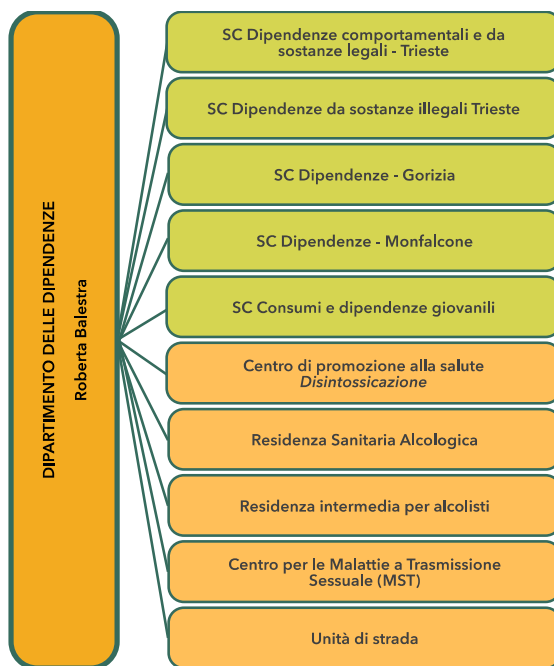 DIPARTIMENTO DELLE DIPENDENZE
Roberta Balestra
SC Dipendenze comportamentali e da
sostanze legali - Trieste
SC Dipendenze da sostanze illegali Trieste
SC Dipendenze - Gorizia
SC Dipendenze - Monfalcone
SC Consumi e dipendenze giovanili
Centro di promozione alla salute
Disintossicazione
Residenza Sanitaria Alcologica
Residenza intermedia per alcolisti
Centro per le Malattie a Trasmissione
Sessuale (MST)
Unità di strada